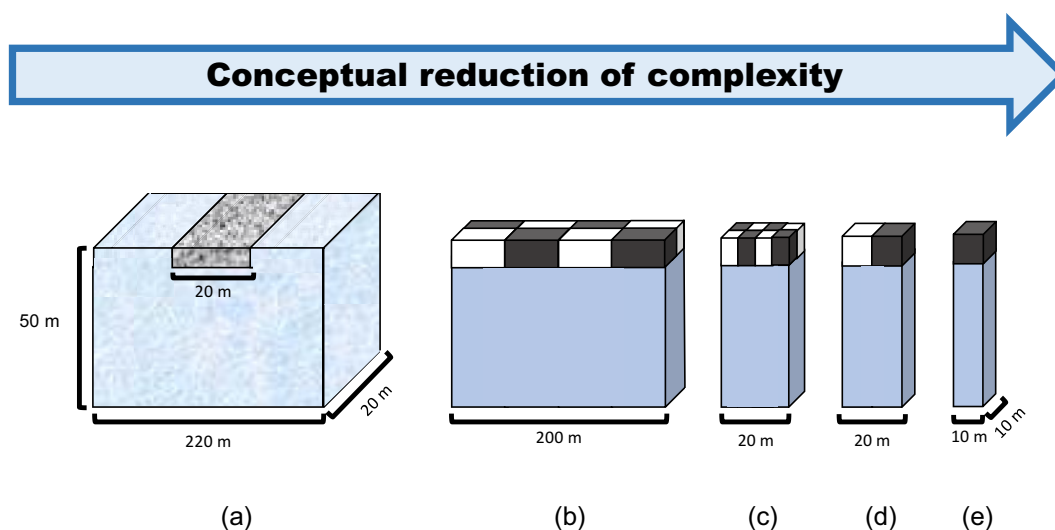 Conceptual reduction of complexity
20 m
50 m
20 m
220 m
200 m
20 m
20 m
10 m
10 m
(a)
(b)
(c)
(d)
(e)